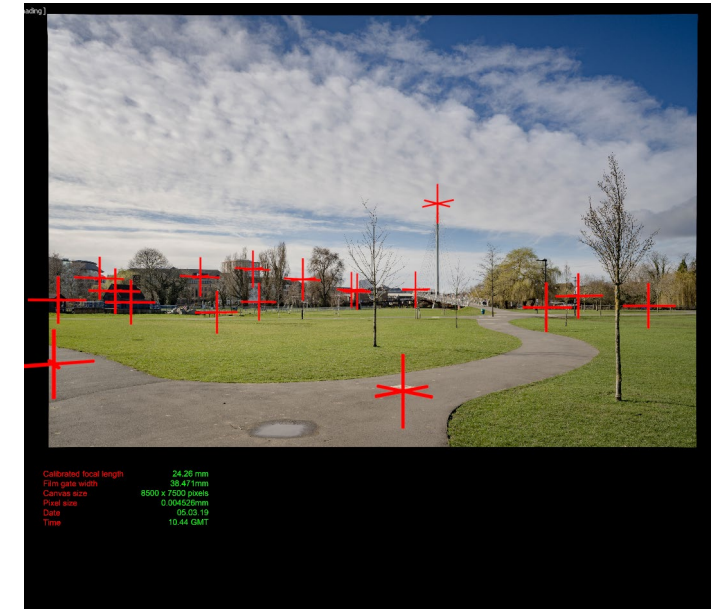 ading ]
Calibrated focal length 24.26 mm
Film gate width 38.471mm
Canvas size 8500 x 7500 pixels
Pixel size 0.004526mm
Date 05.03.19
Time 10.44 GMT